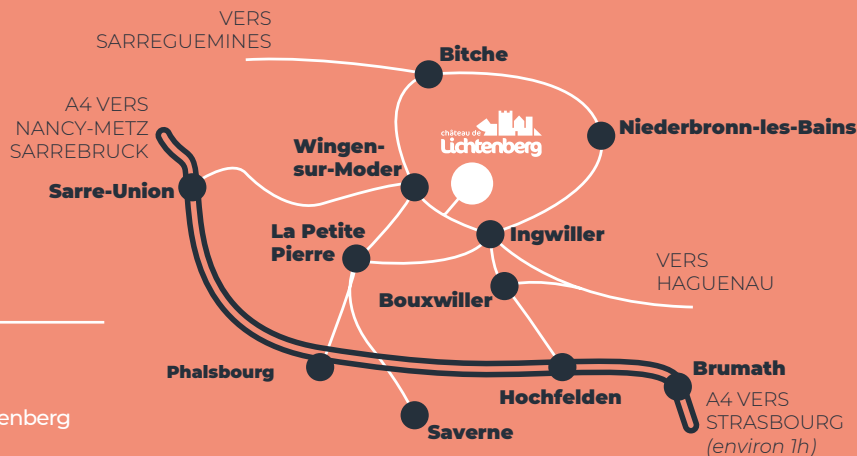 VERS
SARREGUEMINES
Bitche
A4 VERS
NANCY-METZ
SARREBRUCK
château de
Lichtenberg
Niederbronn-les-Bains
Wingen-
sur-Moder
Sarre-Union
La Petite
Pierre
Ingwiller
VERS
HAGUENAU
Bouxwiller
Phalsbourg
Brumath
Hochfelden
A4 VERS
STRASBOURG
(environ 1h)
enberg
Saverne